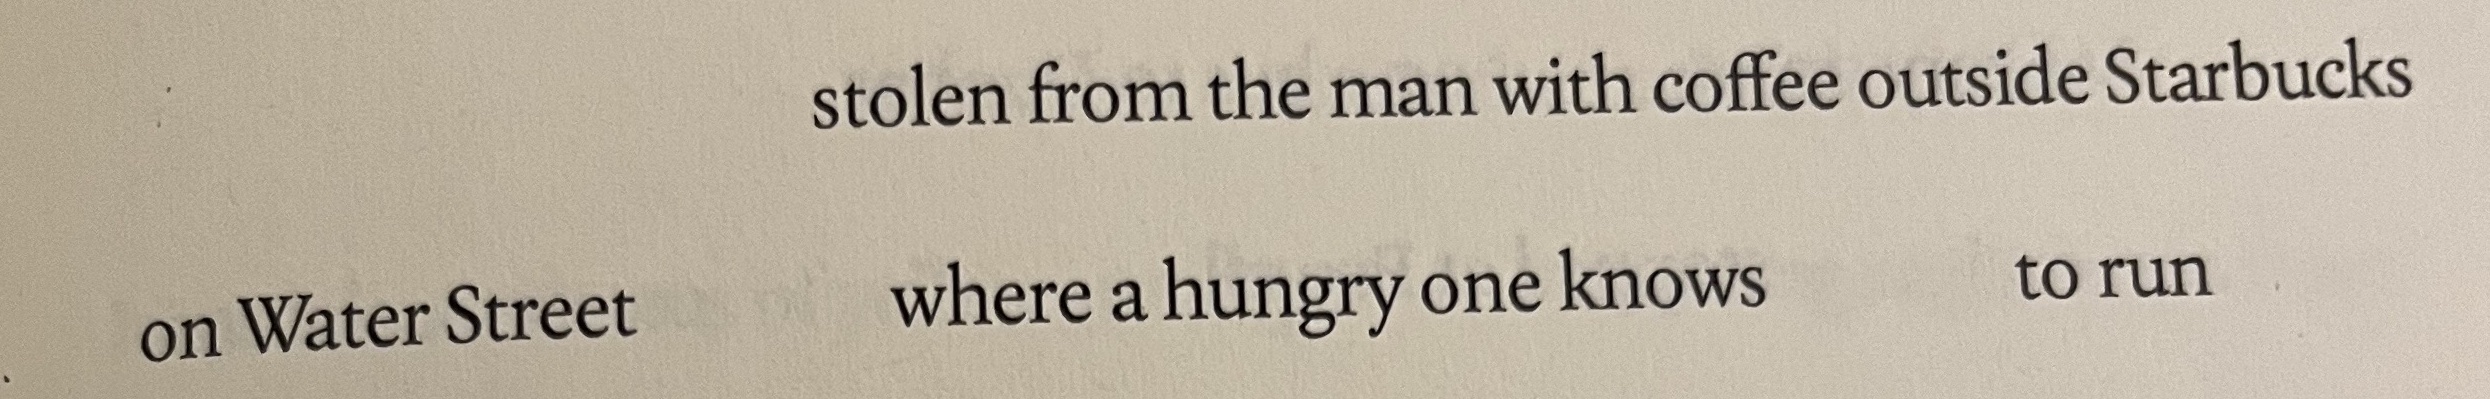 stolen from the man with coffee outside Starbucks
on Water Street where a hungry one knows to run